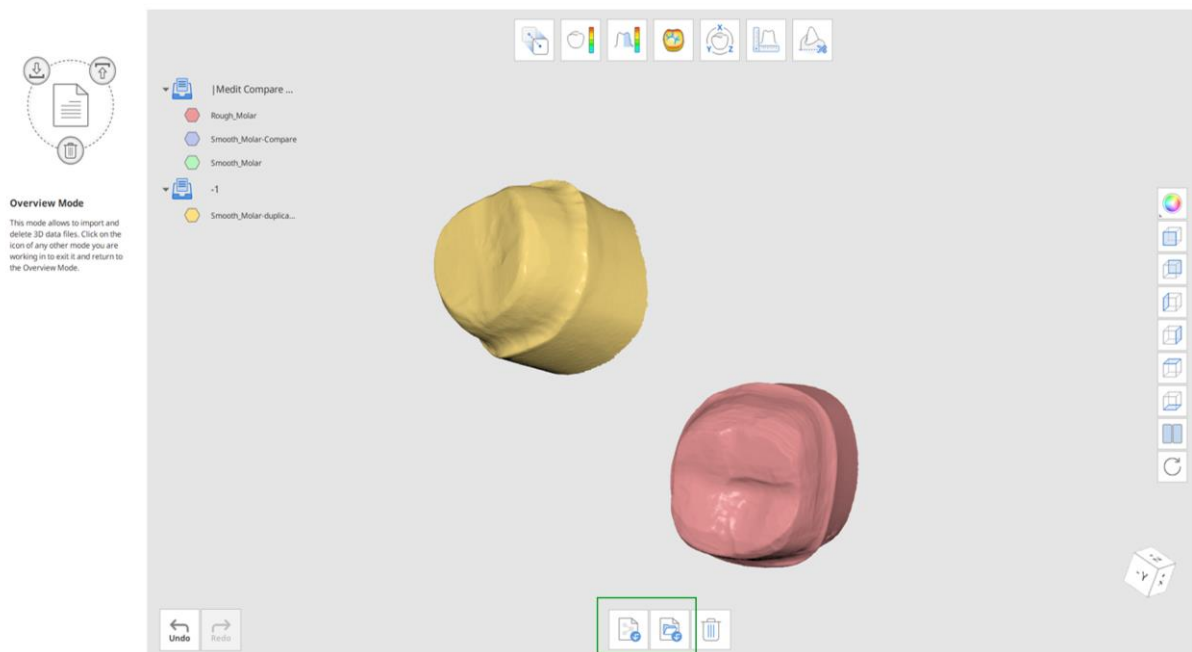 |Medit Compare ...
Rough_Molar
Smooth_Molar-Compare
Smooth_Molar
-1
Smooth_Molar-duplica...
Overview Mode
This mode allows to import and
delete 3D data files. Click on the
icon of any other mode you are
working in to exit it and return to
the Overview Mode.
X
Y
Z
-Z
-Y
Undo
Redo